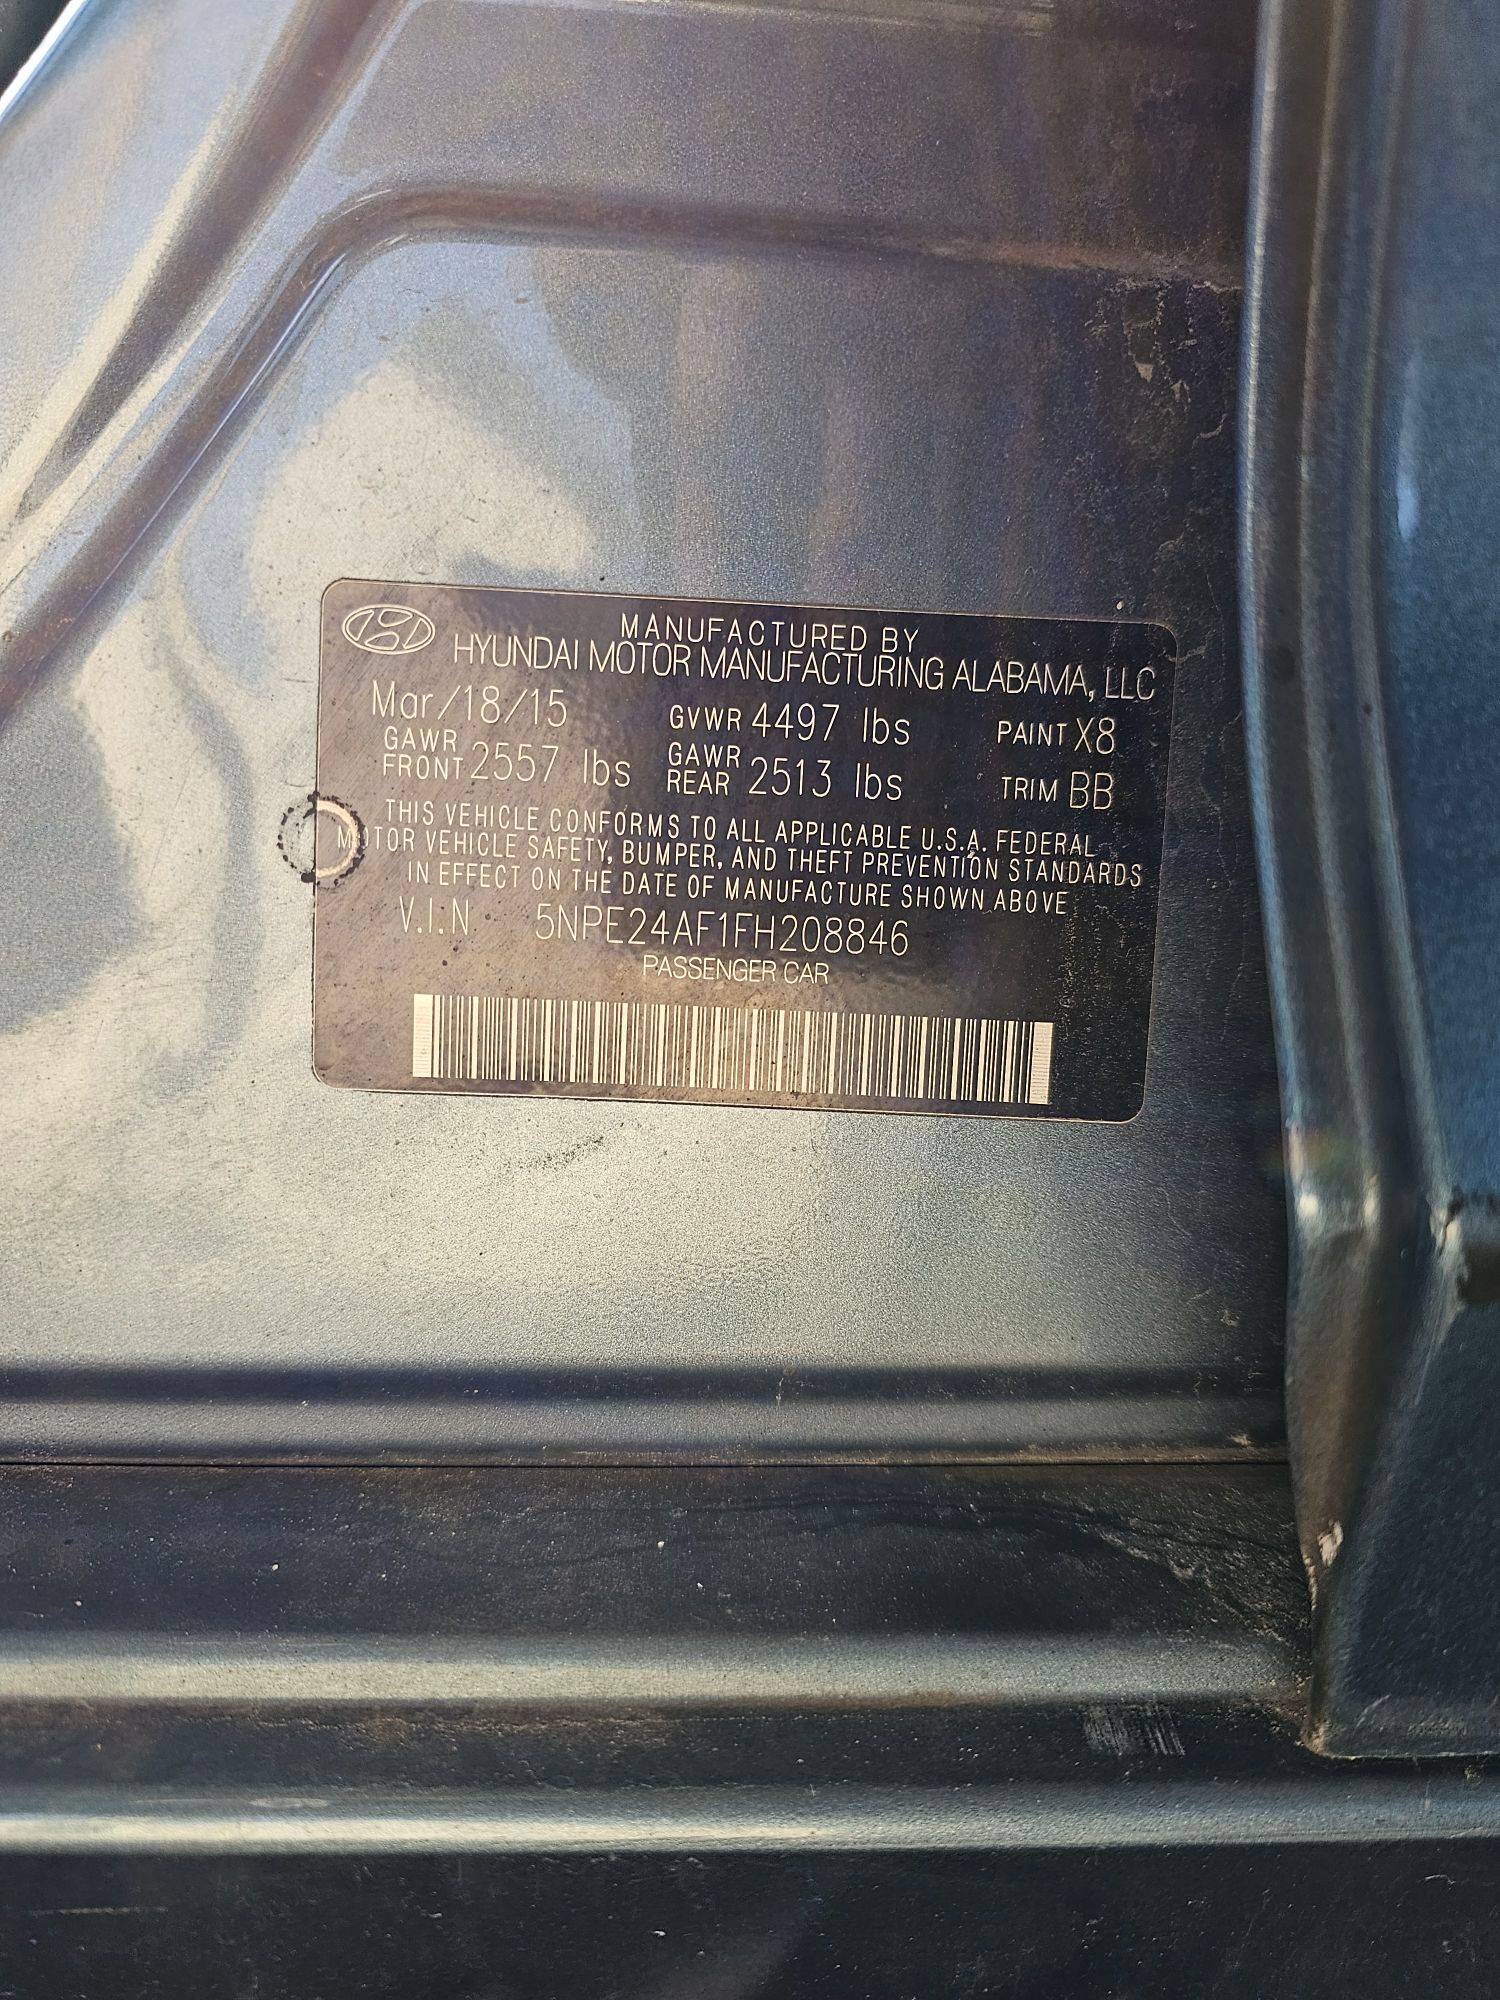 MANUFACTURED BY
HYUNDAI MOTOR MANUFACTURING ALABAMA, LLC
Mar/18/15 GVWR 4497 lbs PAINT X8
GAWR FRONT 2557 lbs GAWR REAR 2513 lbs TRIM BB
THIS VEHICLE CONFORMS TO ALL APPLICABLE U.S.A. FEDERAL
MOTOR VEHICLE SAFETY, BUMPER, AND THEFT PREVENTION STANDARDS
IN EFFECT ON THE DATE OF MANUFACTURE SHOWN ABOVE
V.I.N 5NPE24AF1FH208846
PASSENGER CAR